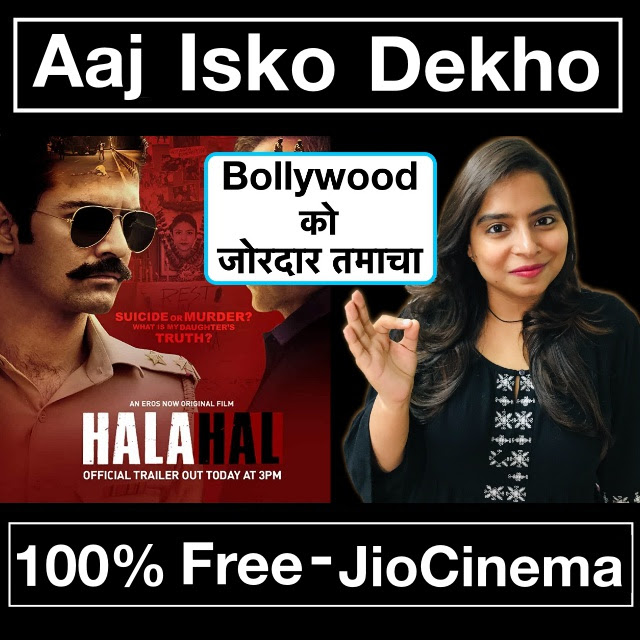 Aaj Isko Dekho
Bollywood
को
जोरदार तमाचा
SUICIDE OR MURDER?
WHAT IS MY DAUGHTER'S
TRUTH?
AN EROS NOW ORIGINAL FILM
HALAHAL
OFFICIAL TRAILER OUT TODAY AT 3PM
100% Free - JioCinema